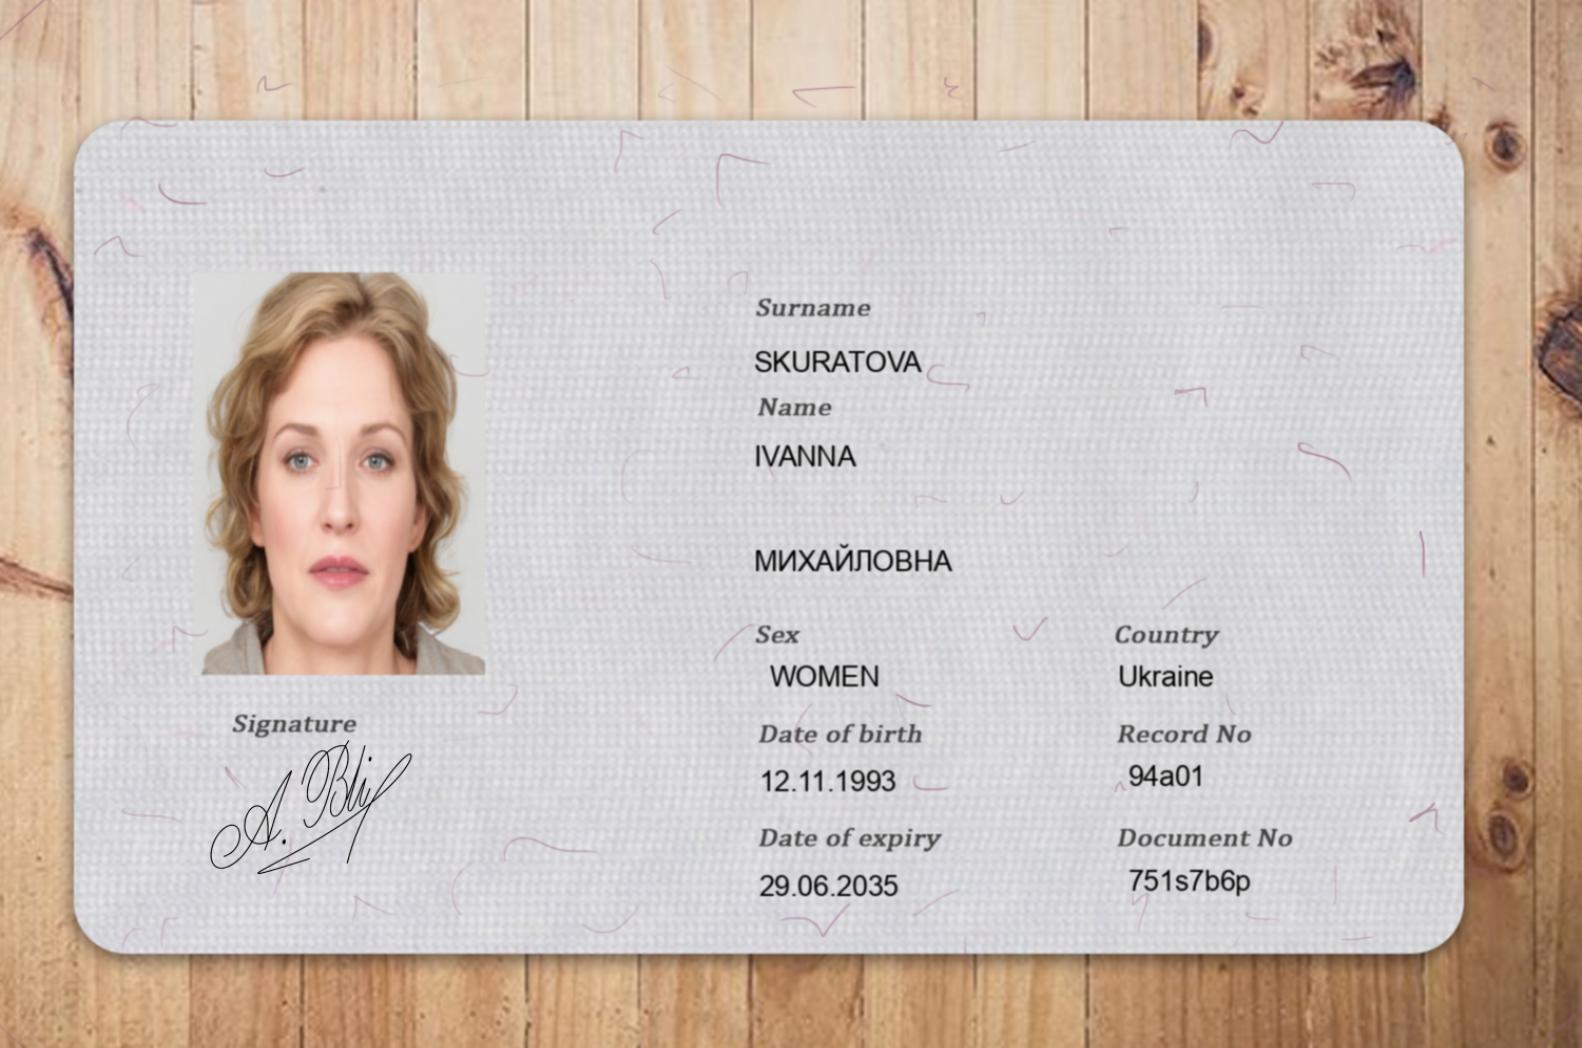 Surname
SKURATOVA
Name
IVANNA
МИХАЙЛОВНА
Sex
WOMEN
Country
Ukraine
Date of birth
12.11.1993
Record No
94a01
Date of expiry
29.06.2035
Document No
751s7b6p
Signature